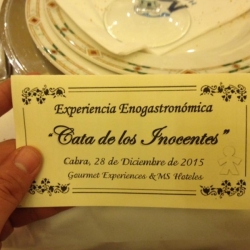 Experiencia Enogastronómica
"Cata de los Inocentes"
Cabra, 28 de Diciembre de 2015
Gourmet Experiences & MS Hoteles